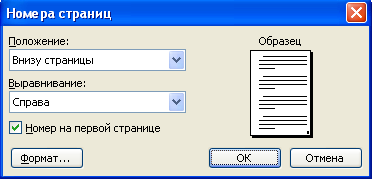 Номера страниц
Положение:
Образец
Внизу страницы
Выравнивание:
Справа
Номер на первой странице
Формат...
ОК
Отмена